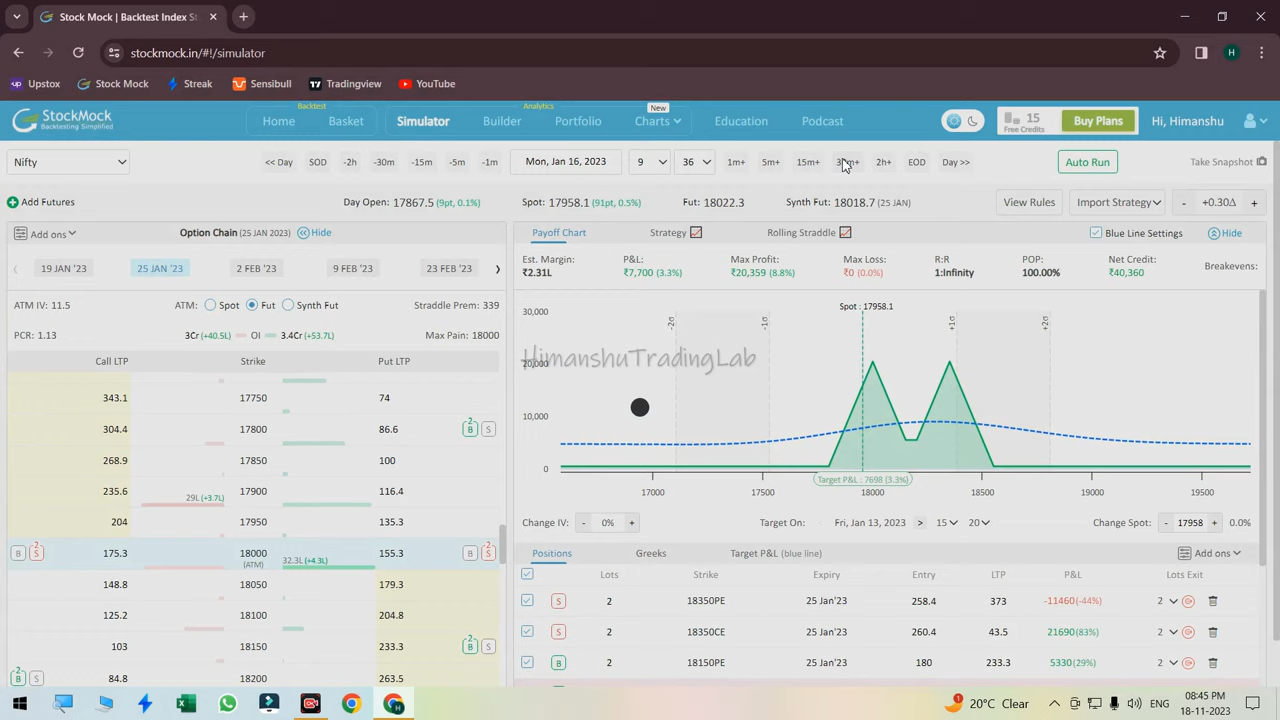 Stock Mock | Backtest Index St
stockmock.in/#!/simulator
H
Upstox Stock Mock Streak Sensibull Tradingview YouTube
StockMock
Backtesting Simplified
Backtest Analytics New
Home Basket Simulator Builder Portfolio Charts Education Podcast
15
Free Credits
Buy Plans
Hi, Himanshu
Nifty << Day SOD -2h -30m -15m -5m -1m Mon, Jan 16, 2023 9 36 1m+ 5m+ 15m+ 2h+ EOD Day >> Auto Run Take Snapshot
Add Futures Day Open: 17867.5 (9pt, 0.1%) Spot: 17958.1 (91pt, 0.5%) Fut: 18022.3 Synth Fut: 18018.7 (25 JAN) View Rules Import Strategy - +0.30Δ +
Add ons Option Chain (25 JAN 2023) Hide
19 JAN '23 25 JAN '23 2 FEB '23 9 FEB '23 23 FEB '23
ATM IV: 11.5 ATM: Spot Fut Synth Fut Straddle Prem: 339
PCR: 1.13 3Cr (+40.5L) OI 3.4Cr (+53.7L) Max Pain: 18000
Call LTP Strike Put LTP
343.1 17750 74
304.4 17800 86.6 2 B S
268.9 17850 100
235.6 29L (+3.7L) 17900 116.4
204 17950 135.3
B 2 S 175.3 18000 (ATM) 32.3L (+4.3L) 155.3 B 2 S
148.8 18050 179.3
125.2 18100 204.8
103 18150 233.3 2 B S
2 B S 84.8 18200 263.5
Payoff Chart Strategy Rolling Straddle Blue Line Settings Hide
Est. Margin: P&L: Max Profit: Max Loss: R:R POP: Net Credit: Breakevens:
₹2.31L ₹7,700 (3.3%) ₹20,359 (8.8%) ₹0 (0.0%) 1:Infinity 100.00% ₹40,360
Spot : 17958.1
30,000
-2σ -1σ +1σ +2σ
20,000
HimanshuTradingLab
10,000
0
Target P&L : 7698 (3.3%)
17000 17500 18000 18500 19000 19500
Change IV: - 0% + Target On: Fri, Jan 13, 2023 > 15 20 Change Spot: - 17958 + 0.0%
Positions Greeks Target P&L (blue line) Add ons
Lots Strike Expiry Entry LTP P&L Lots Exit
S 2 18350PE 25 Jan'23 258.4 373 -11460(-44%) 2
S 2 18350CE 25 Jan'23 260.4 43.5 21690(83%) 2
B 2 18150PE 25 Jan'23 180 233.3 5330(29%) 2
1 20°C Clear ENG 08:45 PM
18-11-2023